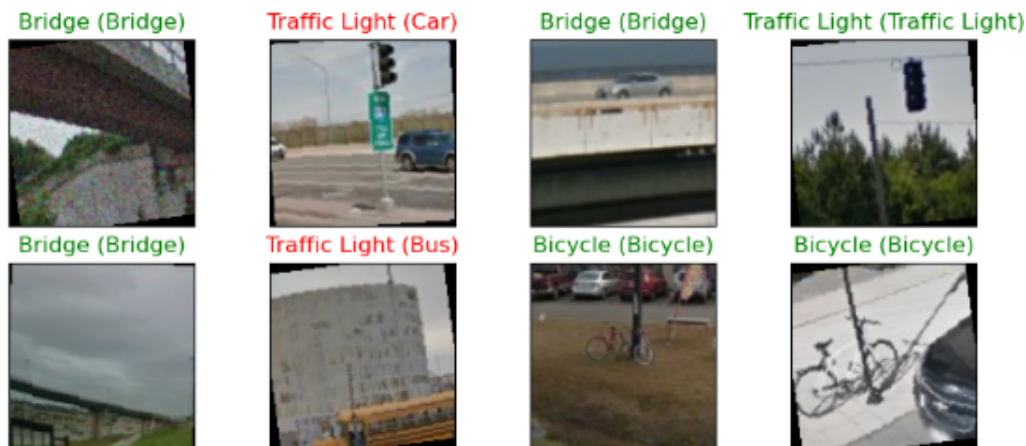 Bridge (Bridge)
Traffic Light (Car)
Bridge (Bridge)
Traffic Light (Traffic Light)
Bridge (Bridge)
Traffic Light (Bus)
Bicycle (Bicycle)
Bicycle (Bicycle)